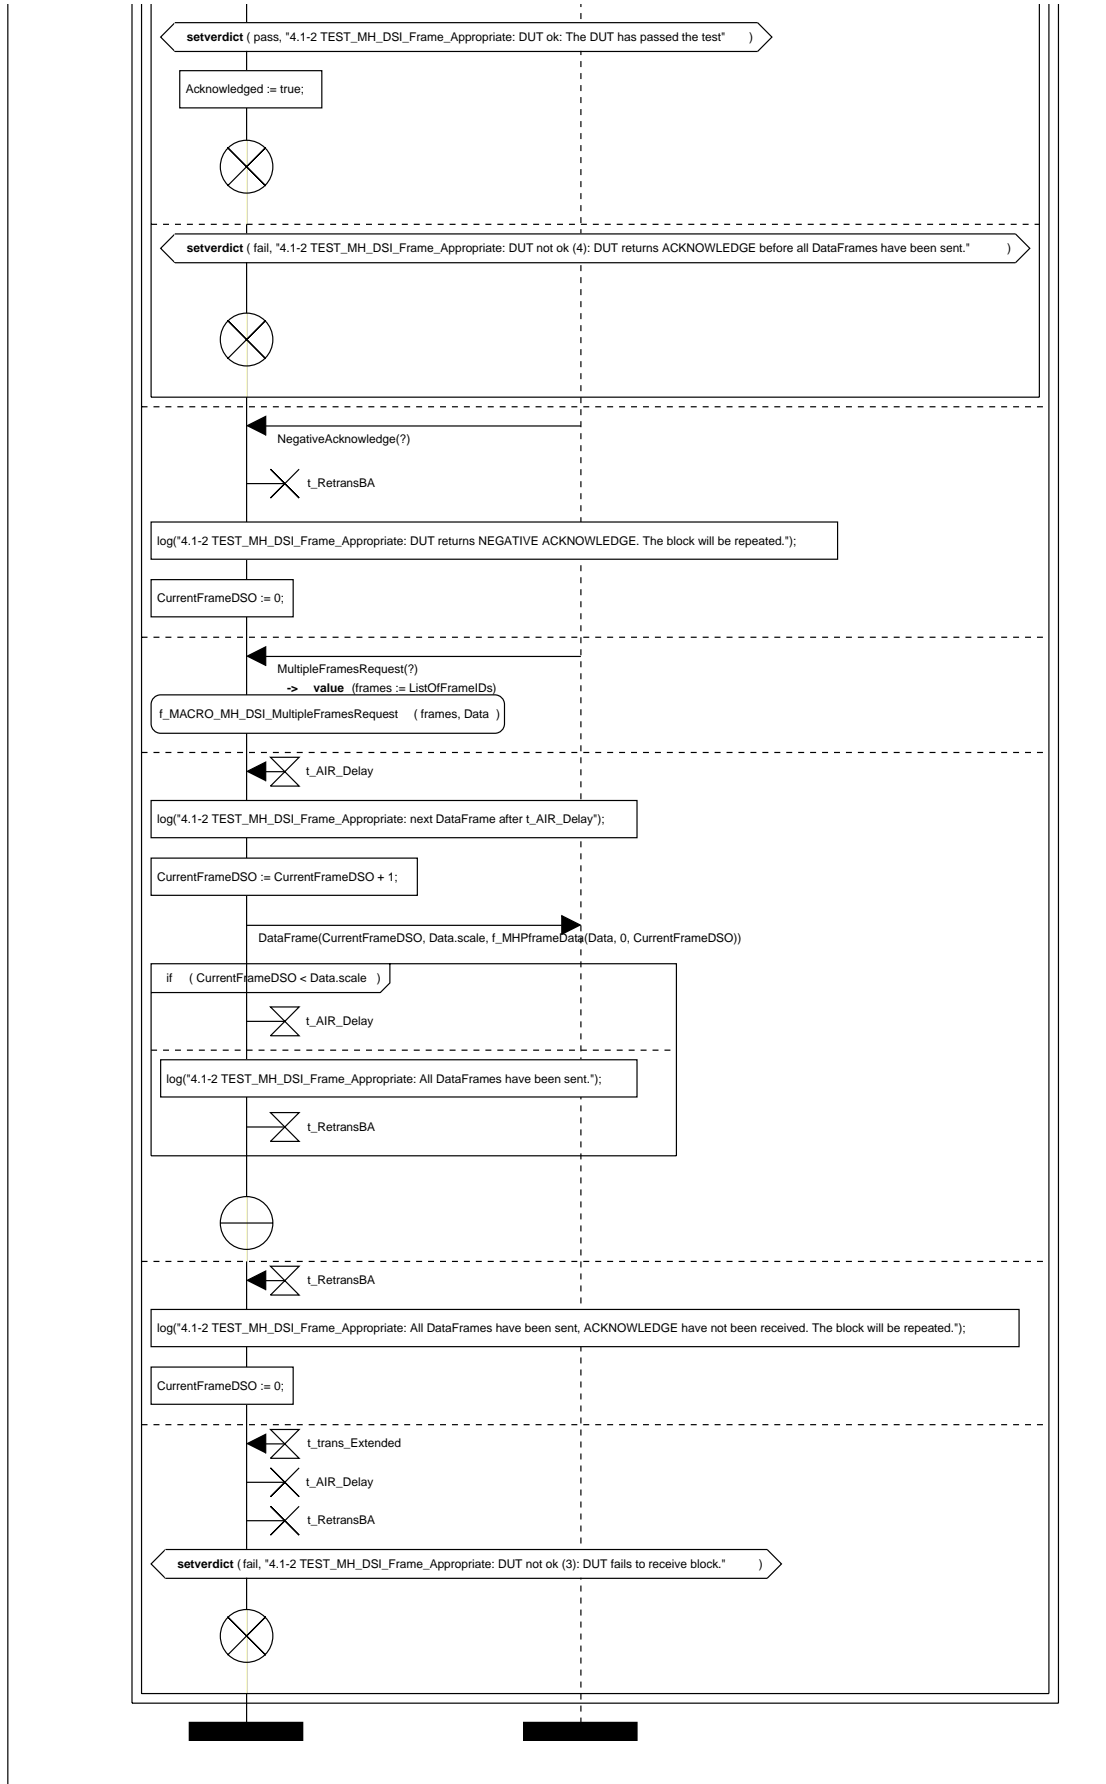 setverdict ( pass, "4.1-2 TEST_MH_DSI_Frame_Appropriate: DUT ok: The DUT has passed the test" )
Acknowledged := true;
setverdict ( fail, "4.1-2 TEST_MH_DSI_Frame_Appropriate: DUT not ok (4): DUT returns ACKNOWLEDGE before all DataFrames have been sent." )
NegativeAcknowledge(?)
t_RetransBA
log("4.1-2 TEST_MH_DSI_Frame_Appropriate: DUT returns NEGATIVE ACKNOWLEDGE. The block will be repeated.");
CurrentFrameDSO := 0;
MultipleFramesRequest(?)
-> value (frames := ListOfFrameIDs)
f_MACRO_MH_DSI_MultipleFramesRequest ( frames, Data )
t_AIR_Delay
log("4.1-2 TEST_MH_DSI_Frame_Appropriate: next DataFrame after t_AIR_Delay");
CurrentFrameDSO := CurrentFrameDSO + 1;
DataFrame(CurrentFrameDSO, Data.scale, f_MHPframeData(Data, 0, CurrentFrameDSO))
if ( CurrentFrameDSO < Data.scale )
t_AIR_Delay
log("4.1-2 TEST_MH_DSI_Frame_Appropriate: All DataFrames have been sent.");
t_RetransBA
t_RetransBA
log("4.1-2 TEST_MH_DSI_Frame_Appropriate: All DataFrames have been sent, ACKNOWLEDGE have not been received. The block will be repeated.");
CurrentFrameDSO := 0;
t_trans_Extended
t_AIR_Delay
t_RetransBA
setverdict ( fail, "4.1-2 TEST_MH_DSI_Frame_Appropriate: DUT not ok (3): DUT fails to receive block." )